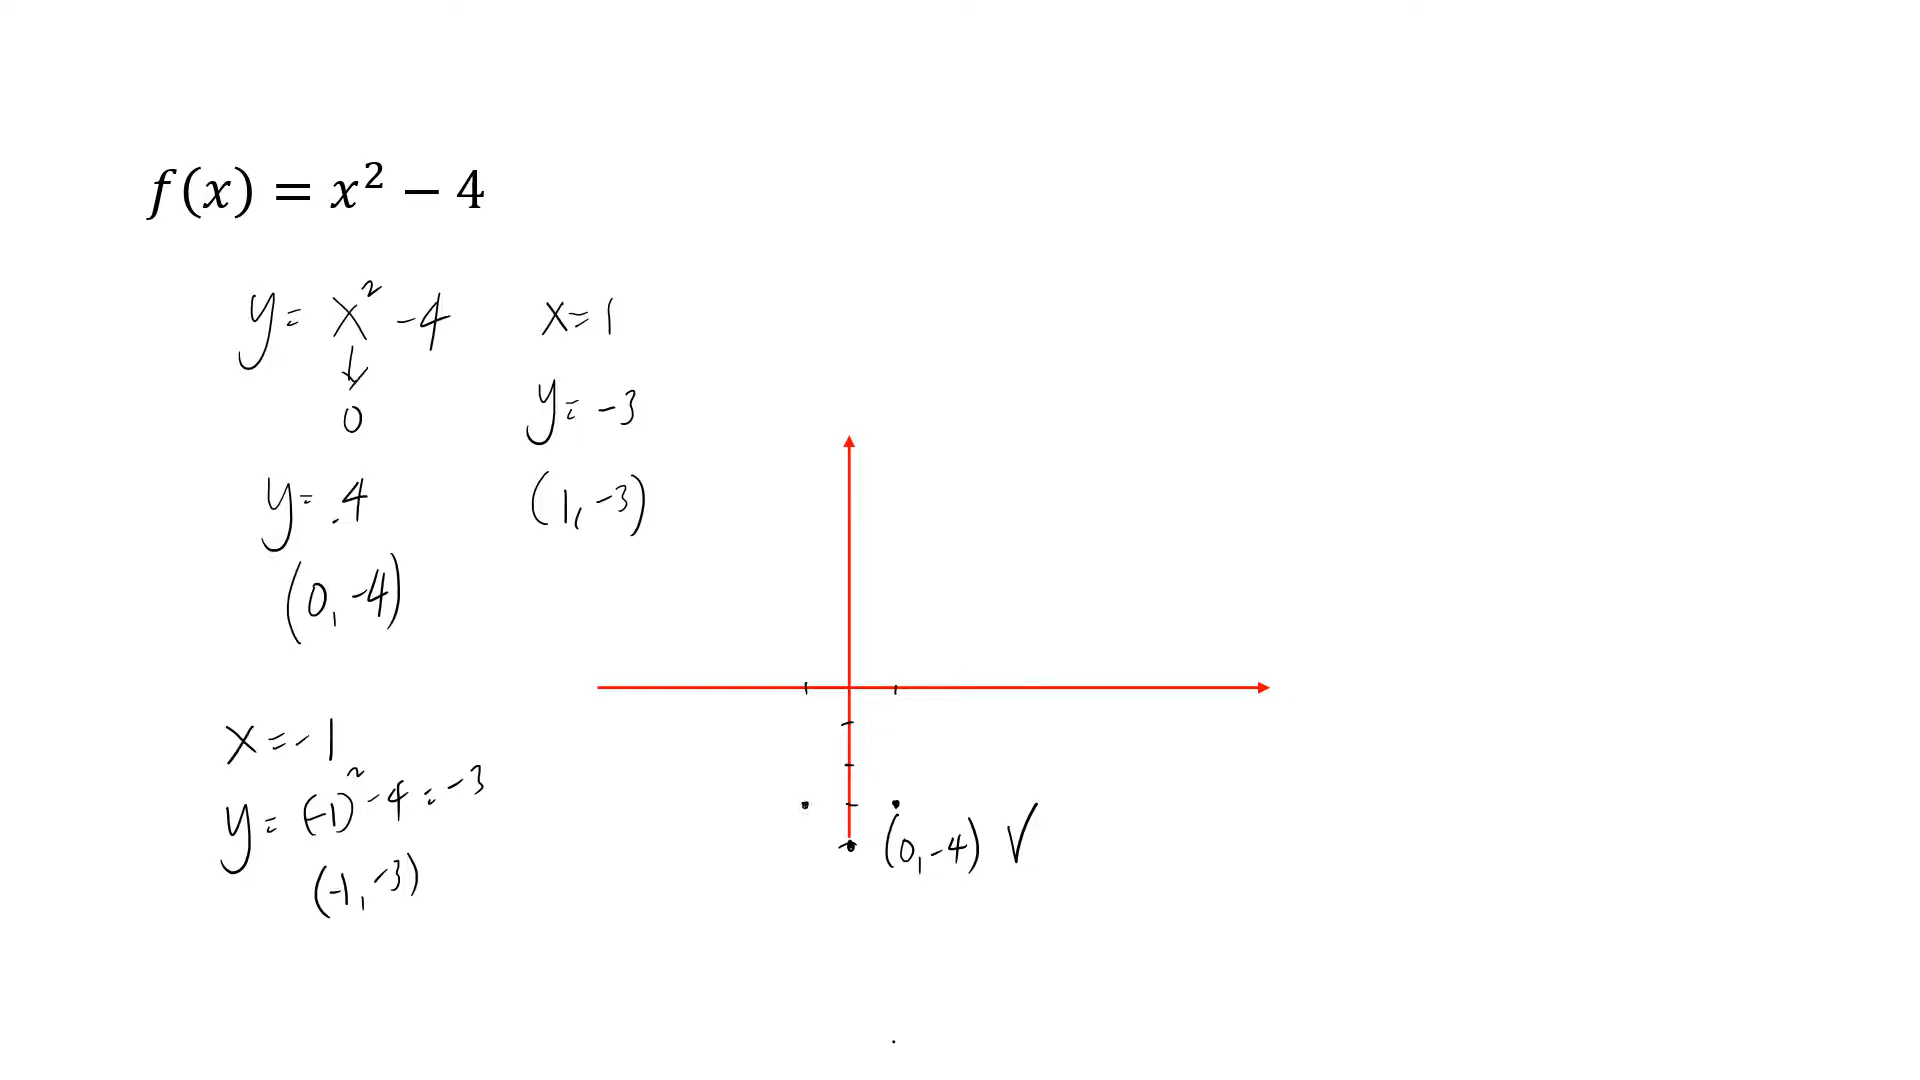 f(x) = x² − 4
y = x² - 4
↓
0
y = -4
(0, -4)
x = 1
y = -3
(1, -3)
x = -1
y = (-1)² - 4 = -3
(-1, -3)
(0, -4) ✓